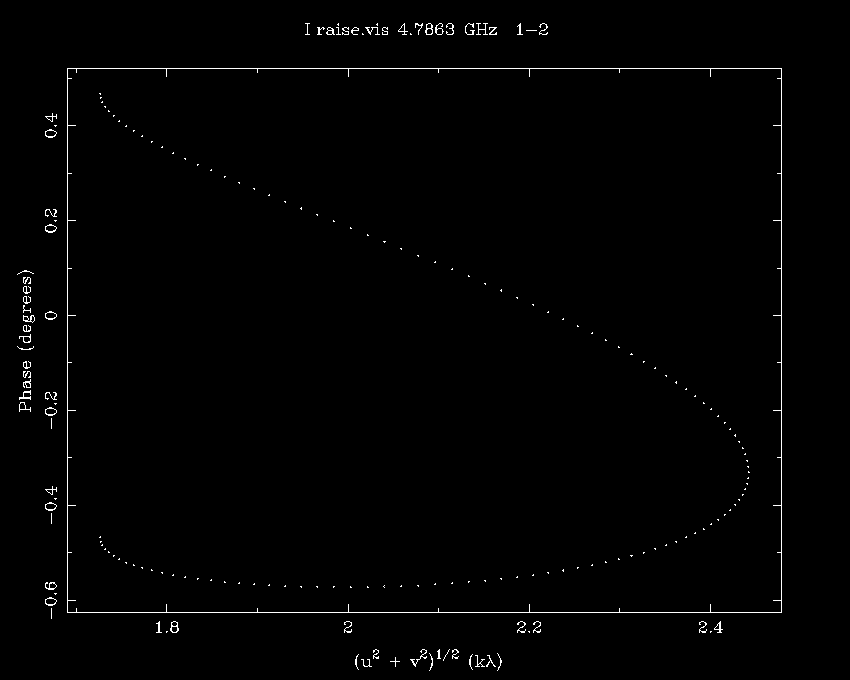 I raise.vis 4.7863 GHz 1−2
0.4
0.2
0
−0.2
−0.4
−0.6
Phase (degrees)
1.8 2 2.2 2.4
(u² + v²)^1/2 (kλ)